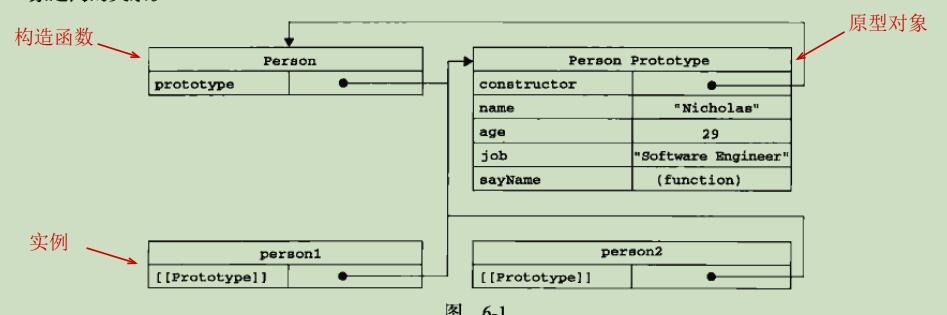 构造函数
原型对象
Person
prototype
Person Prototype
constructor
name "Nicholas"
age 29
job "Software Engineer"
sayName (function)
实例
person1
[[Prototype]]
person2
[[Prototype]]
图 6-1